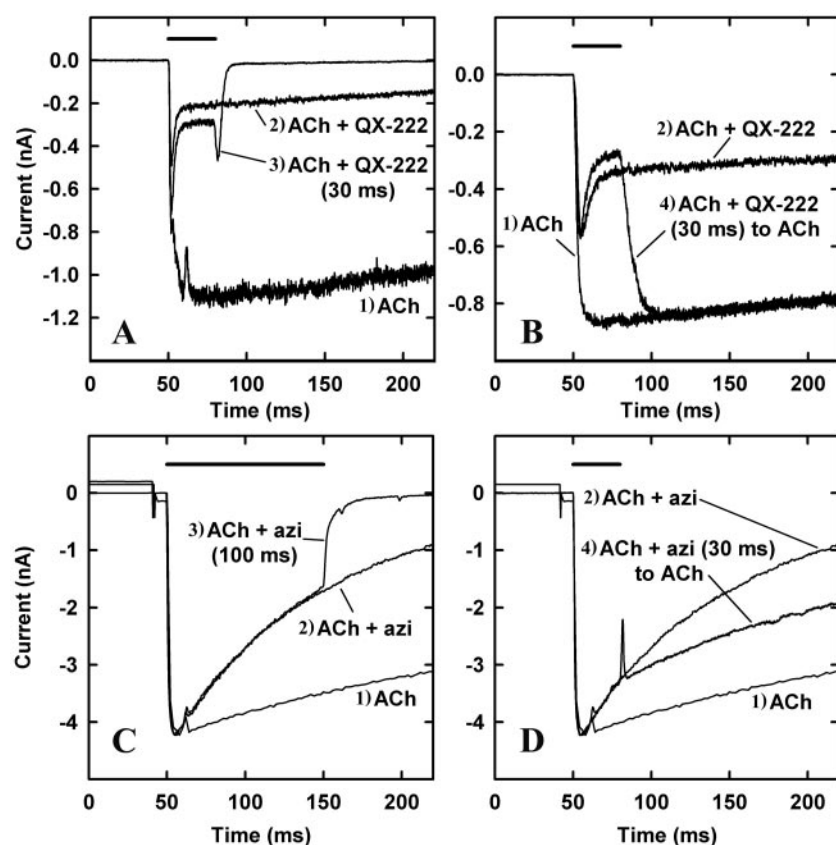 0.0
-0.2
-0.4
-0.6
-0.8
-1.0
-1.2
Current (nA)
2)ACh + QX-222
3)ACh + QX-222
(30 ms)
1)ACh
A
0 50 100 150 200
Time (ms)
0.0
-0.2
-0.4
-0.6
-0.8
2)ACh + QX-222
1)ACh
4)ACh + QX-222
(30 ms) to ACh
B
0 50 100 150 200
Time (ms)
0
-1
-2
-3
-4
Current (nA)
3)ACh + azi
(100 ms)
2)ACh + azi
1)ACh
C
0 50 100 150 200
Time (ms)
0
-1
-2
-3
-4
2)ACh + azi
4)ACh + azi (30 ms)
to ACh
1)ACh
D
0 50 100 150 200
Time (ms)